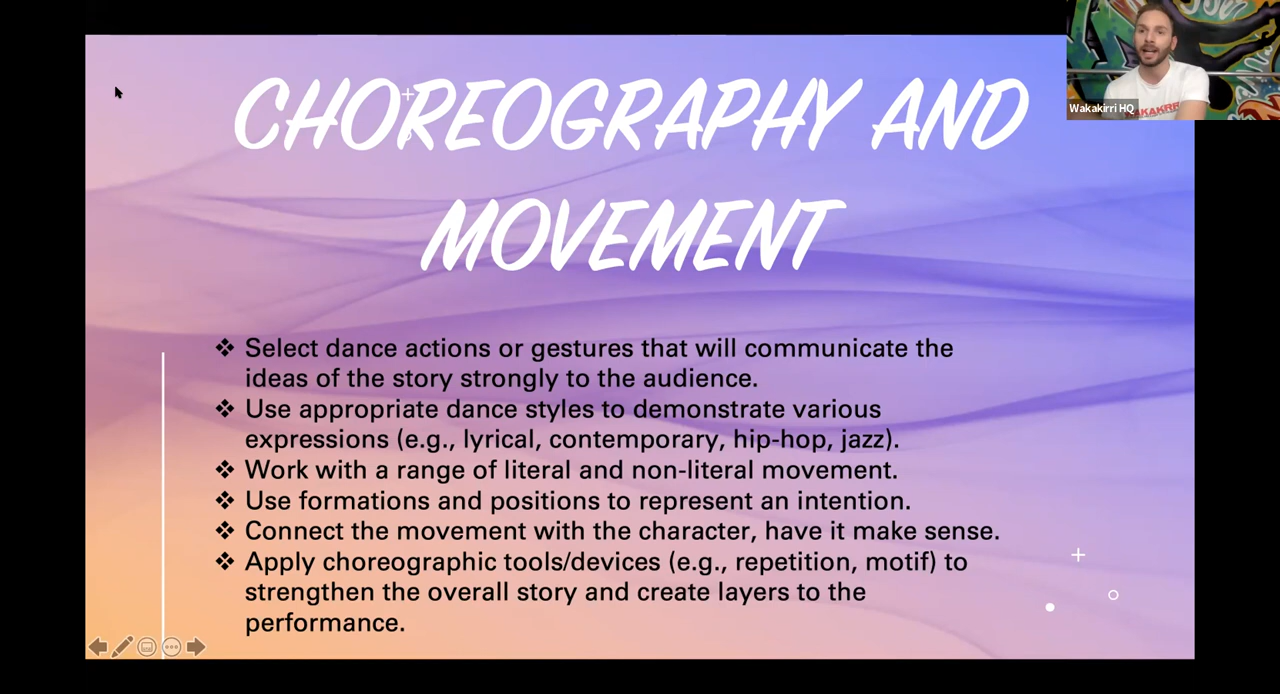 CHOREOGRAPHY AND
MOVEMENT
Wakakirri HQ
❖ Select dance actions or gestures that will communicate the
ideas of the story strongly to the audience.
❖ Use appropriate dance styles to demonstrate various
expressions (e.g., lyrical, contemporary, hip-hop, jazz).
❖ Work with a range of literal and non-literal movement.
❖ Use formations and positions to represent an intention.
❖ Connect the movement with the character, have it make sense.
❖ Apply choreographic tools/devices (e.g., repetition, motif) to
strengthen the overall story and create layers to the
performance.